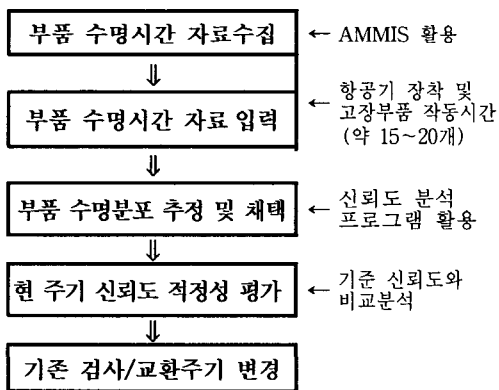 부품 수명시간 자료수집
← AMMIS 활용
⇓
부품 수명시간 자료 입력
← 항공기 장착 및
고장부품 작동시간
(약 15~20개)
⇓
부품 수명분포 추정 및 채택
← 신뢰도 분석
프로그램 활용
⇓
현 주기 신뢰도 적정성 평가
← 기준 신뢰도와
비교분석
⇓
기존 검사/교환주기 변경